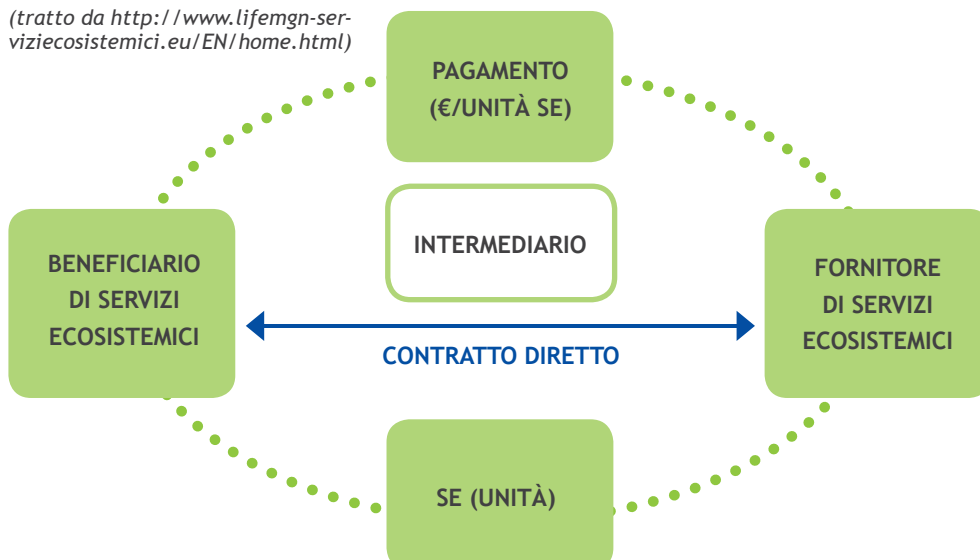 (tratto da http://www.lifemgn-ser-
viziecosistemici.eu/EN/home.html)
PAGAMENTO
(€/UNITÀ SE)
INTERMEDIARIO
BENEFICIARIO
DI SERVIZI
ECOSISTEMICI
FORNITORE
DI SERVIZI
ECOSISTEMICI
CONTRATTO DIRETTO
SE (UNITÀ)